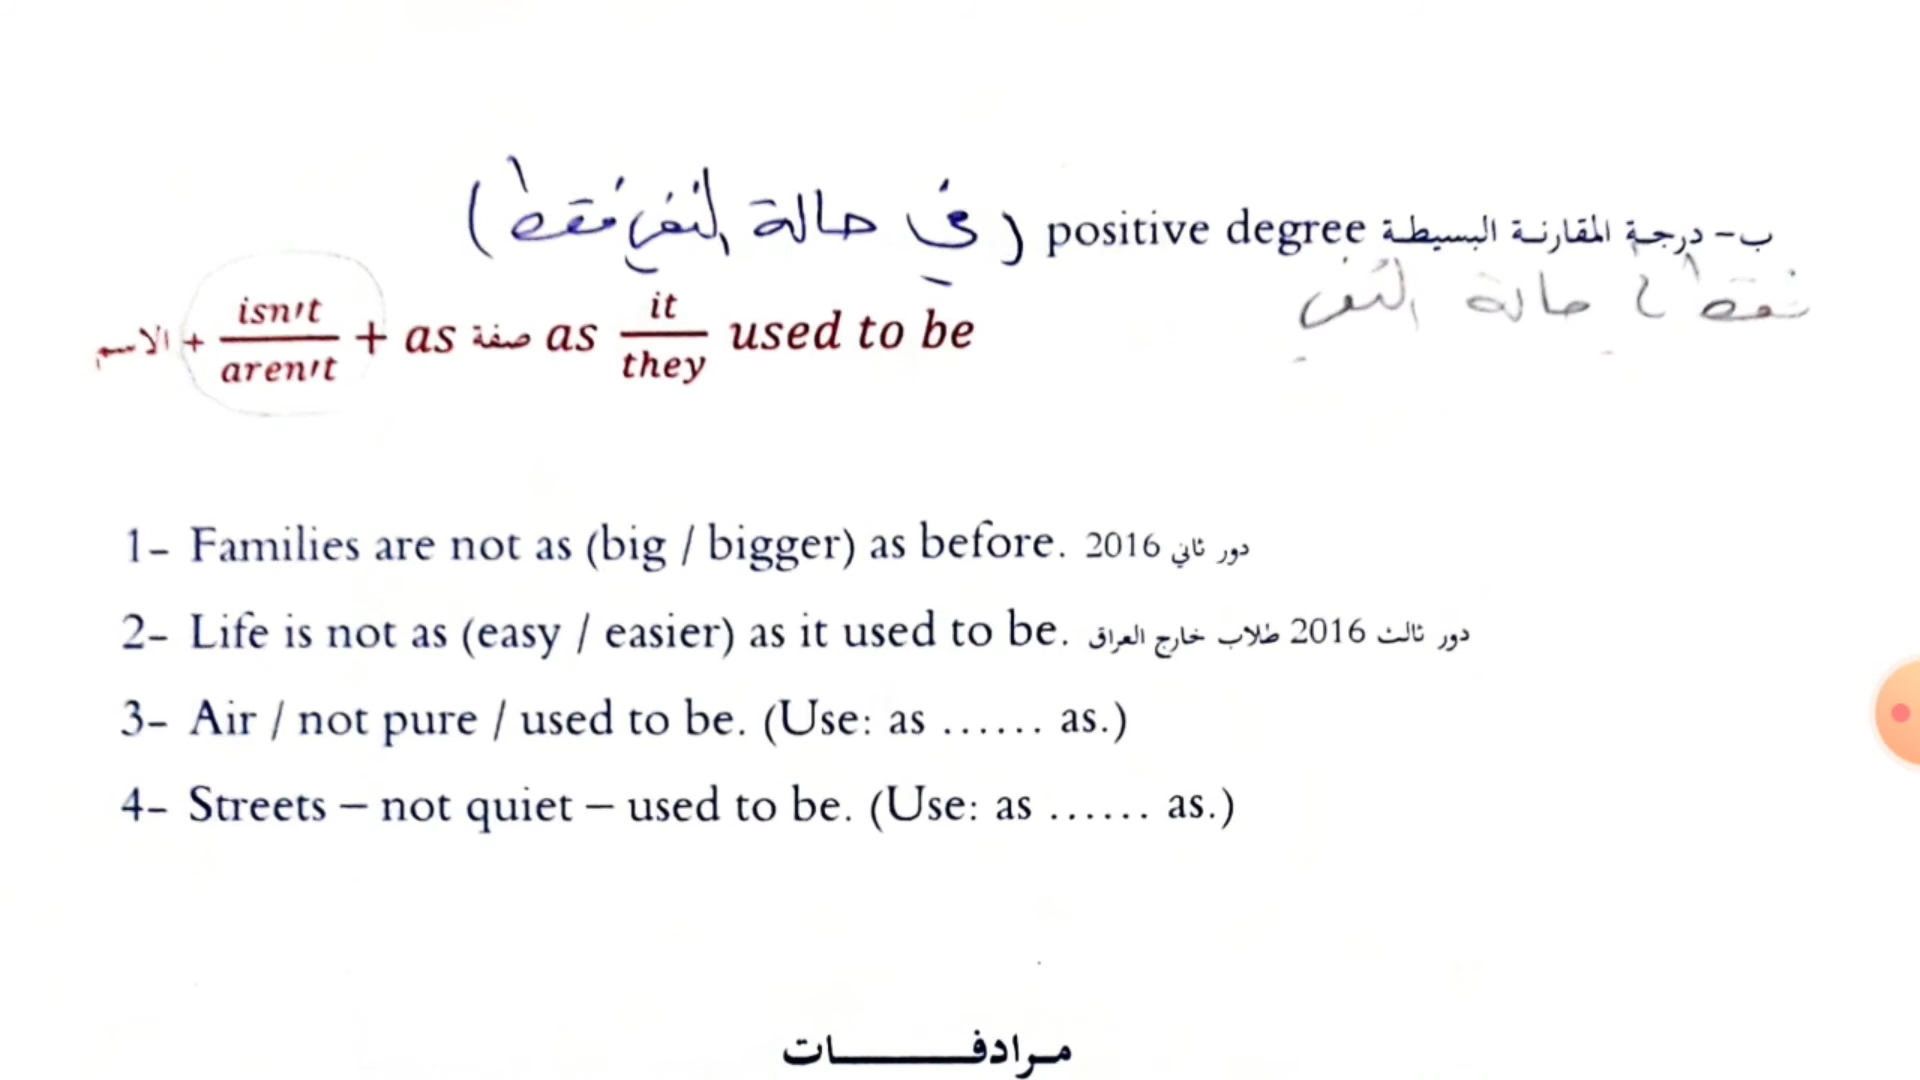 ب- درجة المقارنة البسيطة positive degree (في حالة النفي فقط)
فقط في حالة النفي
الاسم + isn't / aren't + as صفة as it / they used to be
1- Families are not as (big / bigger) as before. دور ثاني 2016
2- Life is not as (easy / easier) as it used to be. دور ثالث 2016 طلاب خارج العراق
3- Air / not pure / used to be. (Use: as ...... as.)
4- Streets – not quiet – used to be. (Use: as ...... as.)
مرادفــــــــات